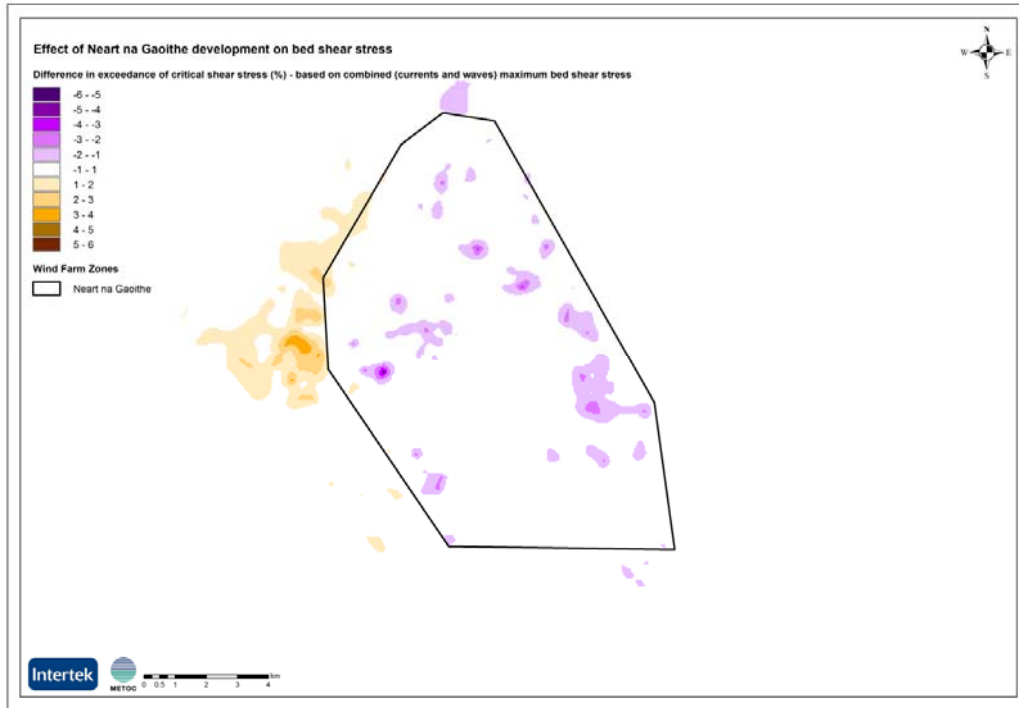 Effect of Neart na Gaoithe development on bed shear stress
Difference in exceedance of critical shear stress (%) - based on combined (currents and waves) maximum bed shear stress
-6 - -5
-5 - -4
-4 - -3
-3 - -2
-2 - -1
-1 - 1
1 - 2
2 - 3
3 - 4
4 - 5
5 - 6
Wind Farm Zones
Neart na Gaoithe
N
W E
S
Intertek
METOC
km
0 0.5 1 2 3 4